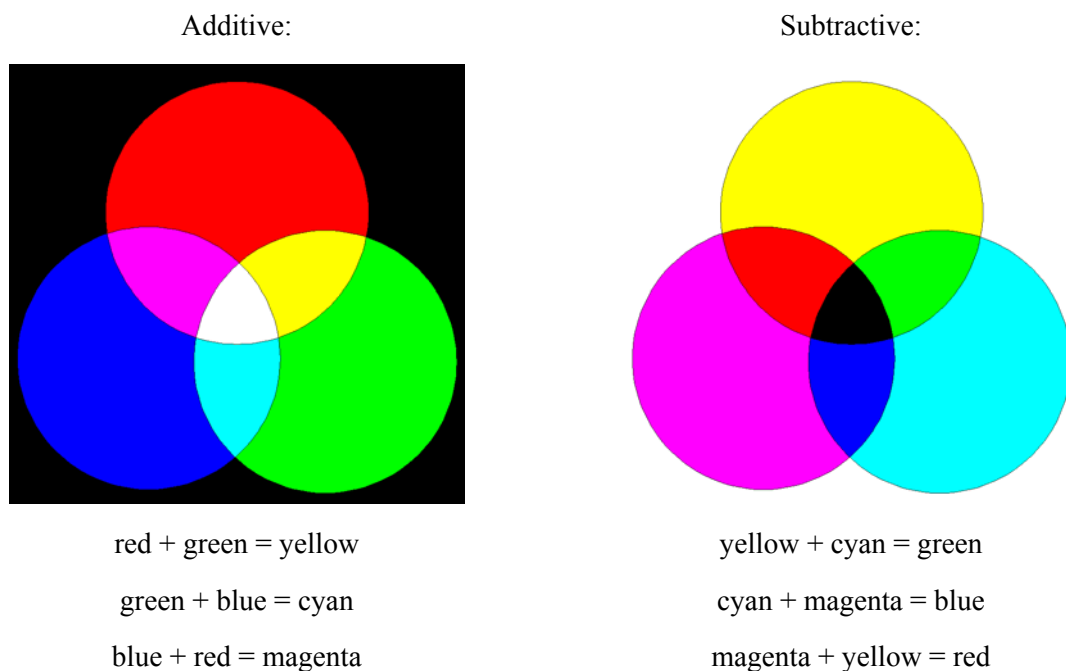 Additive:
red + green = yellow
green + blue = cyan
blue + red = magenta
Subtractive:
yellow + cyan = green
cyan + magenta = blue
magenta + yellow = red